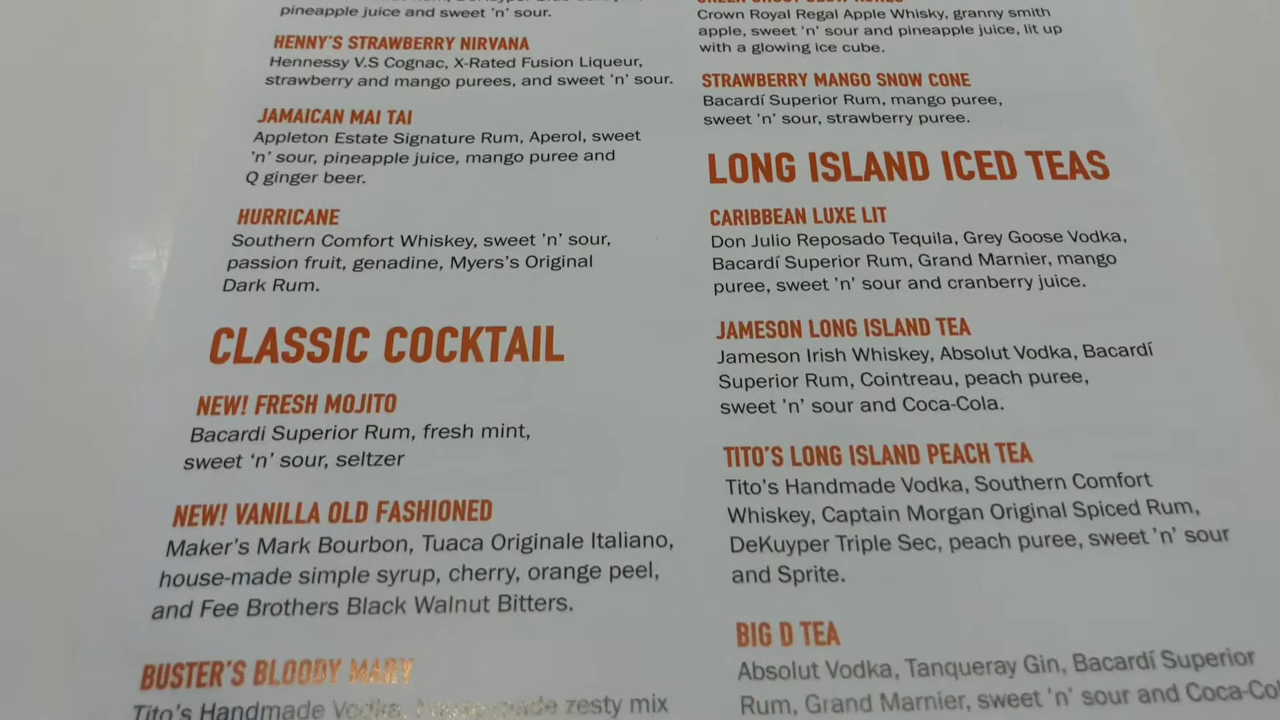 pineapple juice and sweet 'n' sour.
HENNY'S STRAWBERRY NIRVANA
Hennessy V.S Cognac, X-Rated Fusion Liqueur,
strawberry and mango purees, and sweet 'n' sour.
JAMAICAN MAI TAI
Appleton Estate Signature Rum, Aperol, sweet
'n' sour, pineapple juice, mango puree and
Q ginger beer.
HURRICANE
Southern Comfort Whiskey, sweet 'n' sour,
passion fruit, genadine, Myers's Original
Dark Rum.
CLASSIC COCKTAIL
NEW! FRESH MOJITO
Bacardi Superior Rum, fresh mint,
sweet 'n' sour, seltzer
NEW! VANILLA OLD FASHIONED
Maker's Mark Bourbon, Tuaca Originale Italiano,
house-made simple syrup, cherry, orange peel,
and Fee Brothers Black Walnut Bitters.
BUSTER'S BLOODY MARY
Tito's Handmade Vodka, house-made zesty mix
Crown Royal Regal Apple Whisky, granny smith
apple, sweet 'n' sour and pineapple juice, lit up
with a glowing ice cube.
STRAWBERRY MANGO SNOW CONE
Bacardí Superior Rum, mango puree,
sweet 'n' sour, strawberry puree.
LONG ISLAND ICED TEAS
CARIBBEAN LUXE LIT
Don Julio Reposado Tequila, Grey Goose Vodka,
Bacardí Superior Rum, Grand Marnier, mango
puree, sweet 'n' sour and cranberry juice.
JAMESON LONG ISLAND TEA
Jameson Irish Whiskey, Absolut Vodka, Bacardí
Superior Rum, Cointreau, peach puree,
sweet 'n' sour and Coca-Cola.
TITO'S LONG ISLAND PEACH TEA
Tito's Handmade Vodka, Southern Comfort
Whiskey, Captain Morgan Original Spiced Rum,
DeKuyper Triple Sec, peach puree, sweet 'n' sour
and Sprite.
BIG D TEA
Absolut Vodka, Tanqueray Gin, Bacardí Superior
Rum, Grand Marnier, sweet 'n' sour and Coca-Col